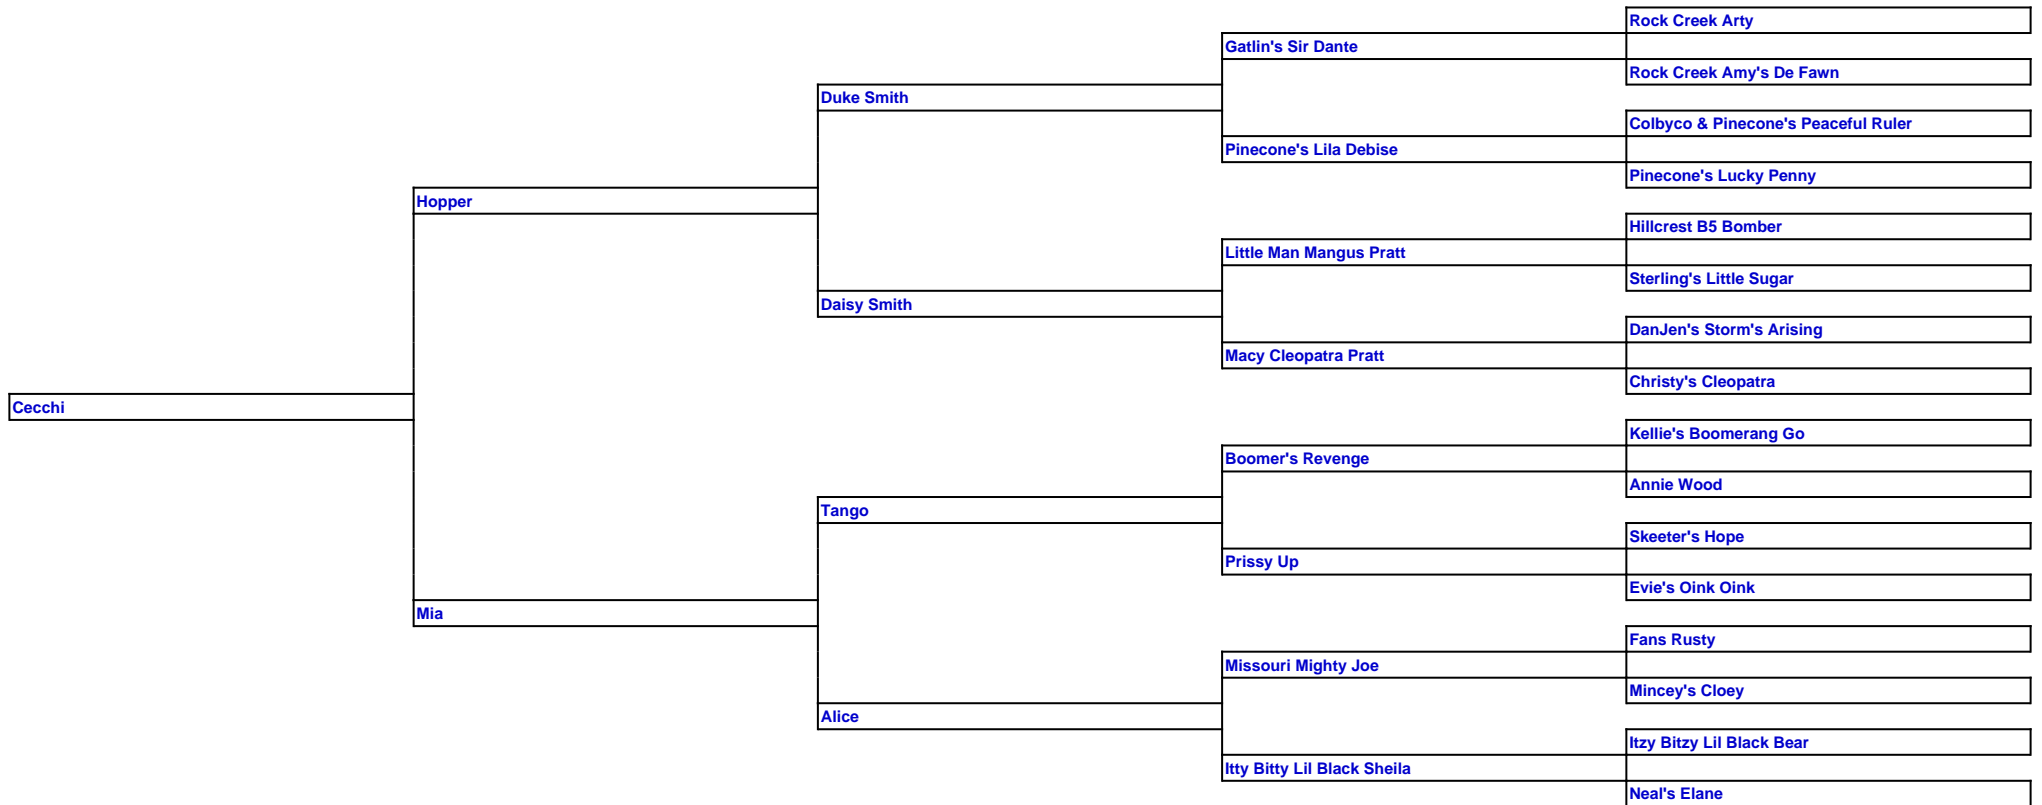 Rock Creek Arty
Gatlin's Sir Dante
Rock Creek Amy's De Fawn
Duke Smith
Colbyco & Pinecone's Peaceful Ruler
Pinecone's Lila Debise
Pinecone's Lucky Penny
Hopper
Hillcrest B5 Bomber
Little Man Mangus Pratt
Sterling's Little Sugar
Daisy Smith
DanJen's Storm's Arising
Macy Cleopatra Pratt
Christy's Cleopatra
Cecchi
Kellie's Boomerang Go
Boomer's Revenge
Annie Wood
Tango
Skeeter's Hope
Prissy Up
Evie's Oink Oink
Mia
Fans Rusty
Missouri Mighty Joe
Mincey's Cloey
Alice
Itzy Bitzy Lil Black Bear
Itty Bitty Lil Black Sheila
Neal's Elane